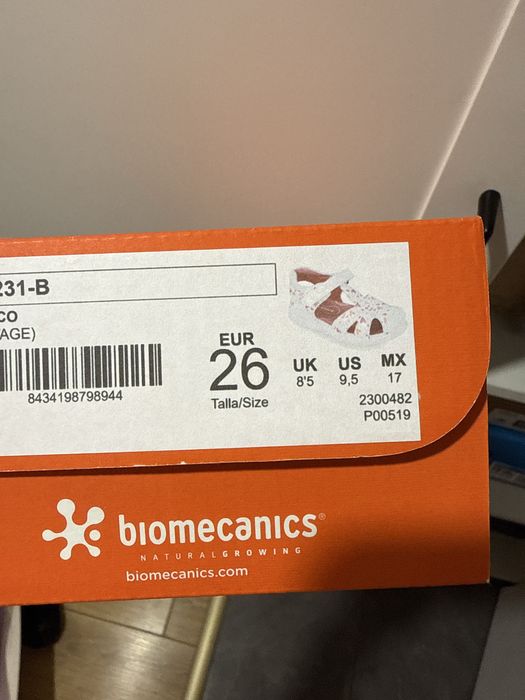 231-B
CO
AGE)
8434198798944
EUR
26
Talla/Size
UK US MX
8'5 9,5 17
2300482
P00519
biomecanics®
NATURALGROWING
biomecanics.com